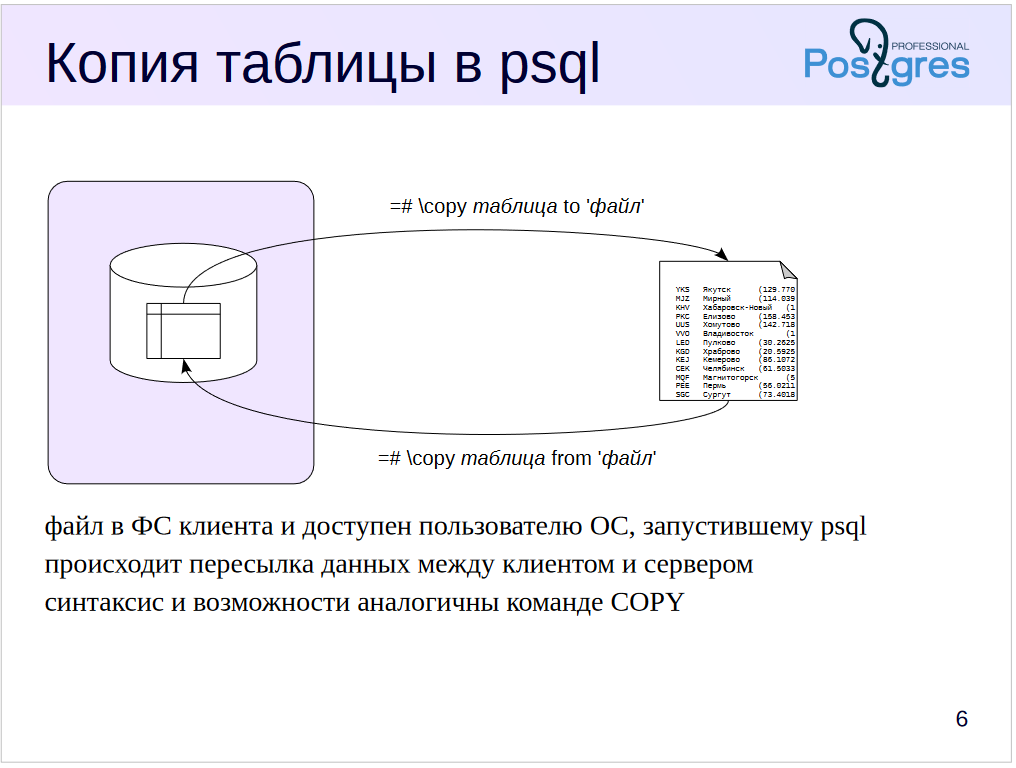 Копия таблицы в psql
PROFESSIONAL
Postgres
=# \copy таблица to 'файл'
YKS Якутск (129.770
MJZ Мирный (114.039
KHV Хабаровск-Новый (1
PKC Елизово (158.453
UUS Хомутово (142.718
VVO Владивосток (1
LED Пулково (30.2625
KGD Храброво (20.5925
KEJ Кемерово (86.1072
CEK Челябинск (61.5033
MQF Магнитогорск (5
PEE Пермь (56.0211
SGC Сургут (73.4018
=# \copy таблица from 'файл'
файл в ФС клиента и доступен пользователю ОС, запустившему psql
происходит пересылка данных между клиентом и сервером
синтаксис и возможности аналогичны команде COPY
6